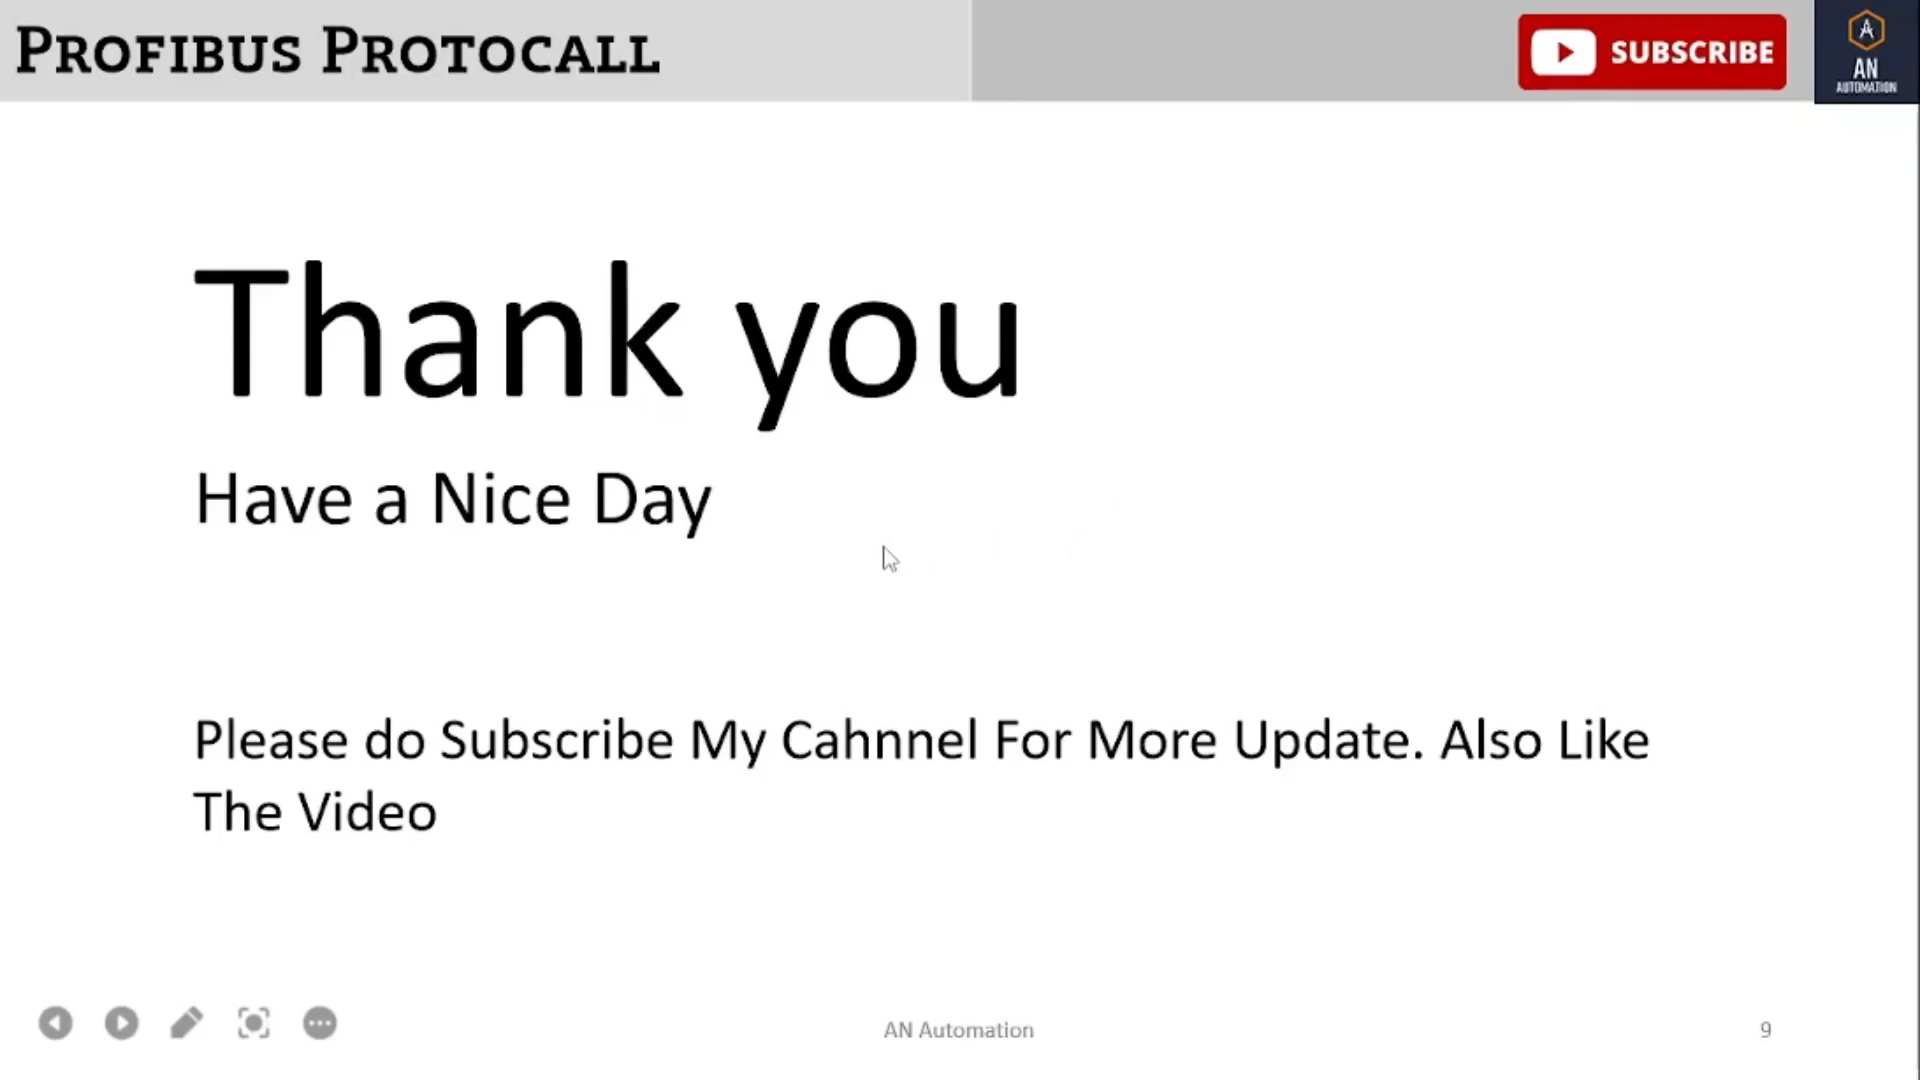 PROFIBUS PROTOCALL
SUBSCRIBE
A
AN
AUTOMATION
Thank you
Have a Nice Day
Please do Subscribe My Cahnnel For More Update. Also Like
The Video
AN Automation
9